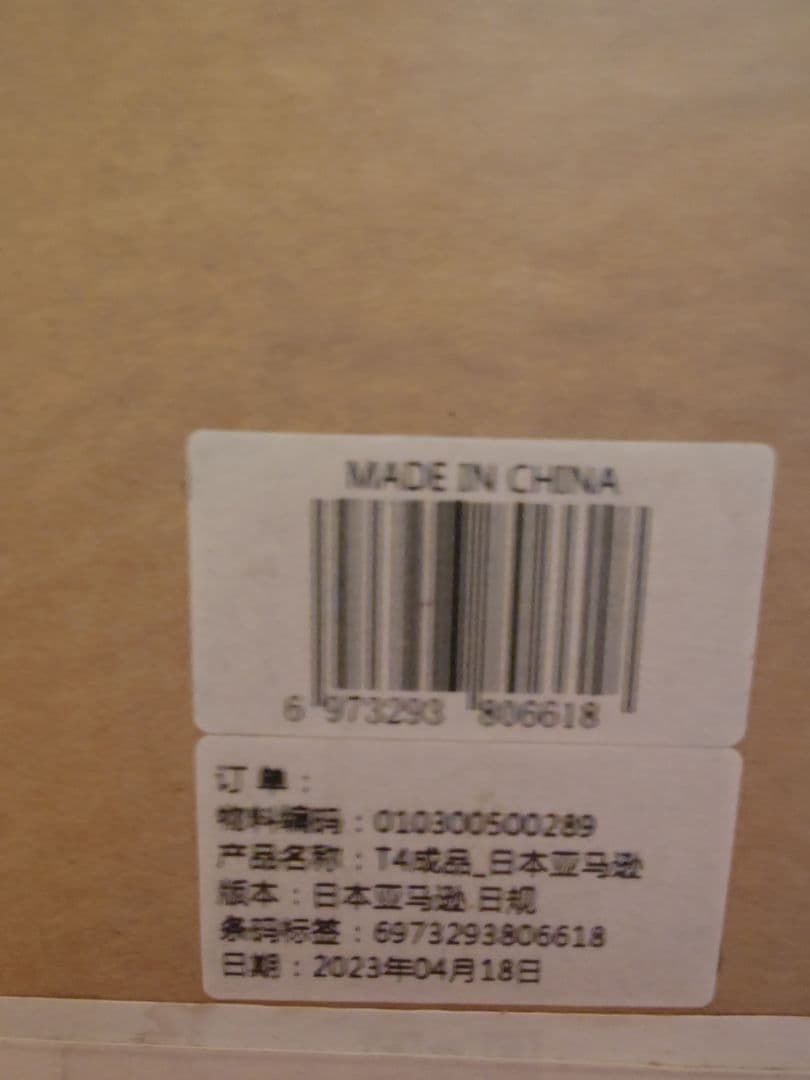 MADE IN CHINA
6 973293 806618
订 单：
物料编码：010300500289
产品名称：T4成品_日本亚马逊
版本：日本亚马逊 日规
条码标签：6973293806618
日期：2023年04月18日